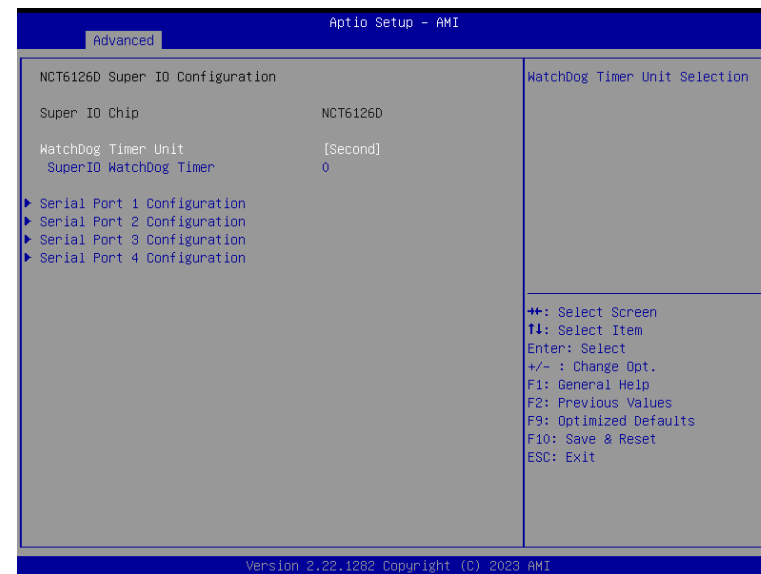 Aptio Setup – AMI
Advanced
NCT6126D Super IO Configuration
Super IO Chip NCT6126D
WatchDog Timer Unit [Second]
SuperIO WatchDog Timer 0
Serial Port 1 Configuration
Serial Port 2 Configuration
Serial Port 3 Configuration
Serial Port 4 Configuration
WatchDog Timer Unit Selection
→←: Select Screen
↑↓: Select Item
Enter: Select
+/- : Change Opt.
F1: General Help
F2: Previous Values
F9: Optimized Defaults
F10: Save & Reset
ESC: Exit
Version 2.22.1282 Copyright (C) 2023 AMI